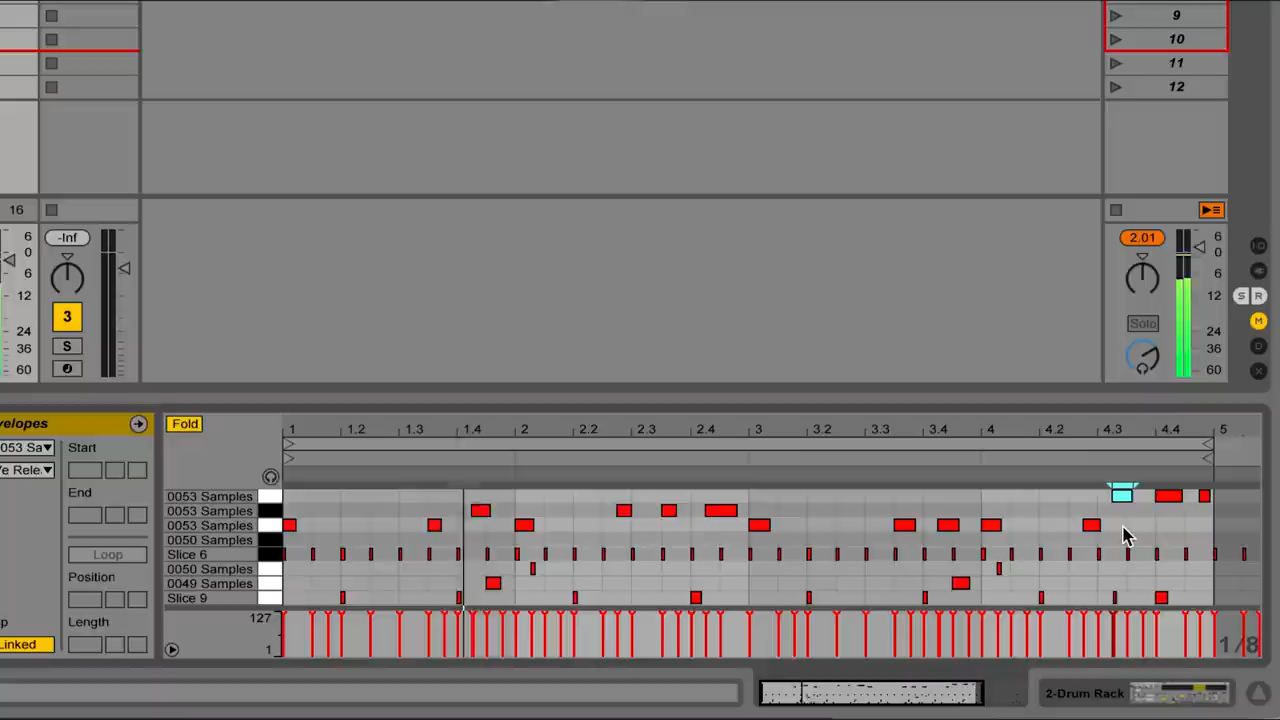 9
10
11
12
16
-Inf
2.01
6
0
6
12
24
36
60
3
S
6
0
6
12
24
36
60
Solo
S R
M
D
velopes
Fold
053 Sa
Start
e Rele.
End
Loop
Position
Length
Linked
1 1.2 1.3 1.4 2 2.2 2.3 2.4 3 3.2 3.3 3.4 4 4.2 4.3 4.4 5
0053 Samples
0053 Samples
0053 Samples
0050 Samples
Slice 6
0050 Samples
0049 Samples
Slice 9
127
1
1/8
2-Drum Rack